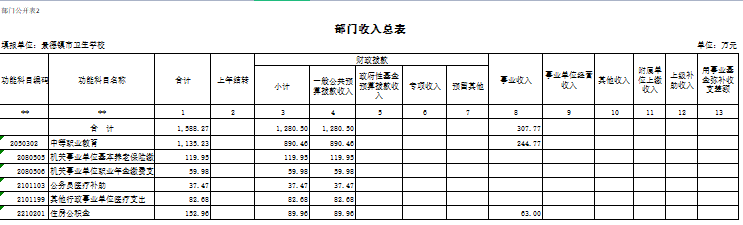 部门公开表2
部门收入总表
填报单位：景德镇市卫生学校 单位：万元
功能科目编码 功能科目名称 合计 上年结转 财政拨款 事业收入 事业单位经营收入 其他收入 附属单位上缴收入 上级补助收入 用事业基金弥补收支差额
小计 一般公共预算拨款收入 政府性基金预算拨款收入 专项收入 预留其他
** ** 1 2 3 4 5 6 7 8 9 10 11 12 13
合 计 1,588.27 1,280.50 1,280.50 307.77
2050302 中等职业教育 1,135.23 890.46 890.46 244.77
2080505 机关事业单位基本养老保险缴 119.95 119.95 119.95
2080506 机关事业单位职业年金缴费支 59.98 59.98 59.98
2101103 公务员医疗补助 37.47 37.47 37.47
2101199 其他行政事业单位医疗支出 82.68 82.68 82.68
2210201 住房公积金 152.96 89.96 89.96 63.00